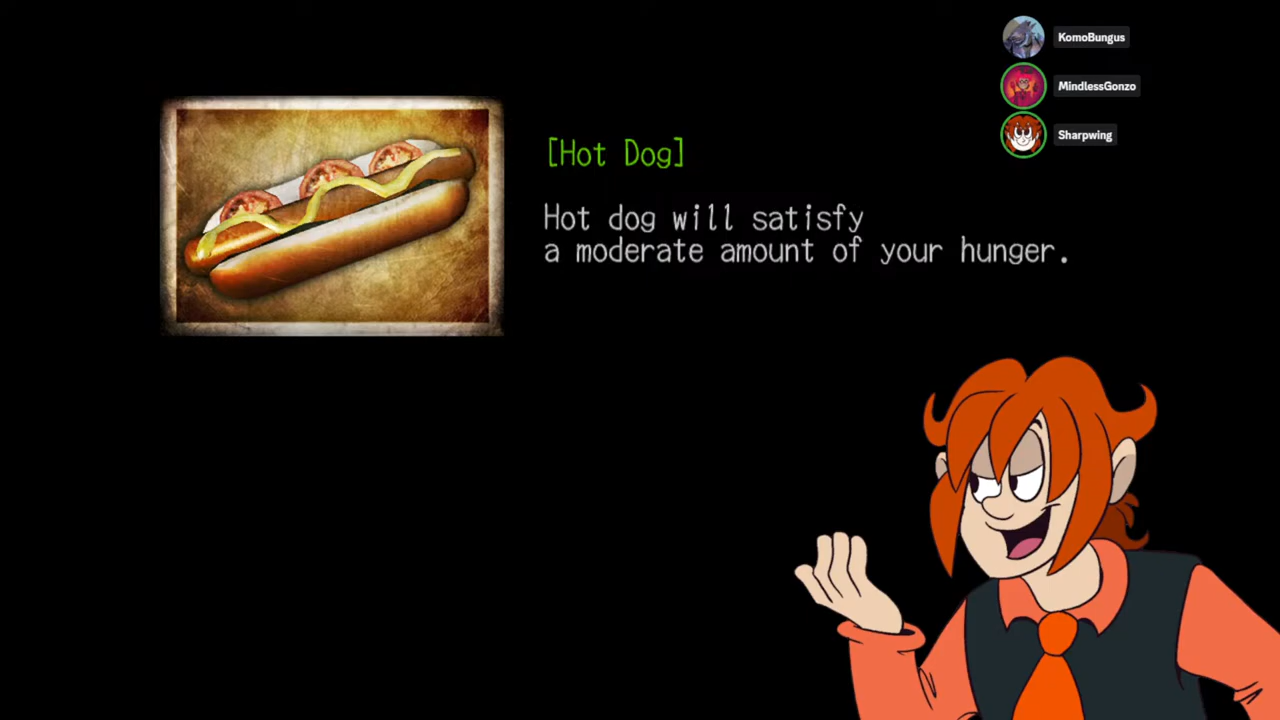 KomoBungus
MindlessGonzo
Sharpwing
[Hot Dog]
Hot dog will satisfy
a moderate amount of your hunger.